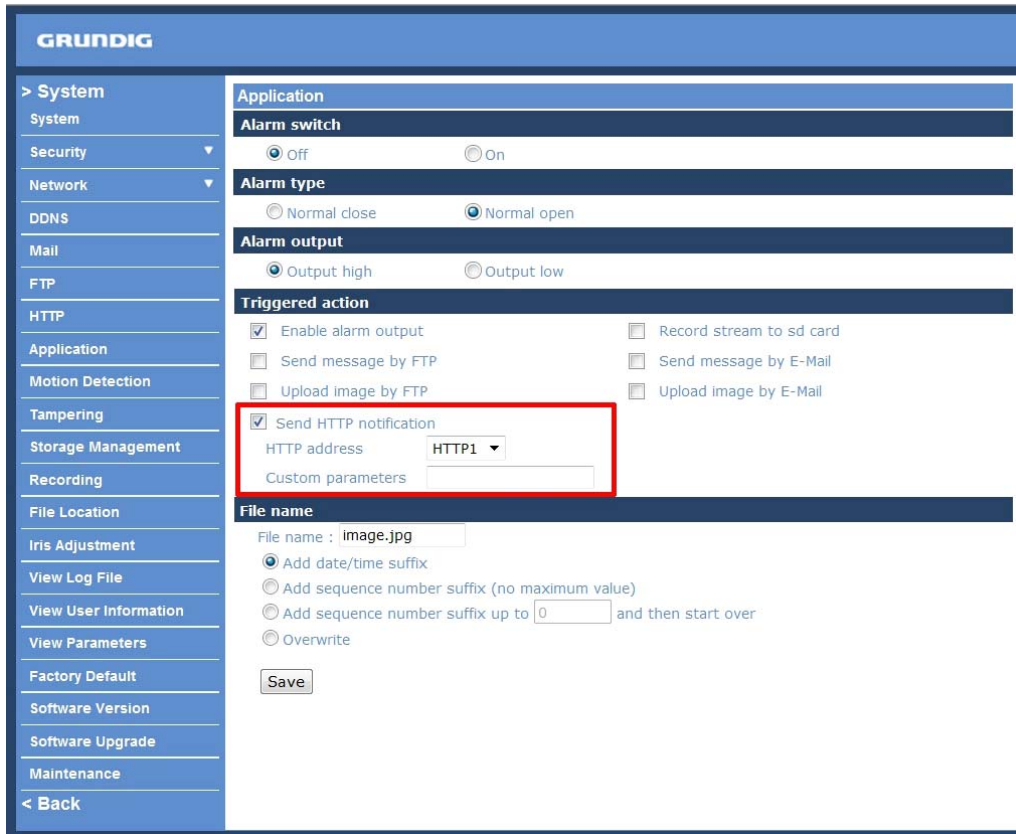 GRUNDIG
> System
System
Security
Network
DDNS
Mail
FTP
HTTP
Application
Motion Detection
Tampering
Storage Management
Recording
File Location
Iris Adjustment
View Log File
View User Information
View Parameters
Factory Default
Software Version
Software Upgrade
Maintenance
< Back
Application
Alarm switch
Off On
Alarm type
Normal close Normal open
Alarm output
Output high Output low
Triggered action
Enable alarm output Record stream to sd card
Send message by FTP Send message by E-Mail
Upload image by FTP Upload image by E-Mail
Send HTTP notification
HTTP address HTTP1
Custom parameters
File name
File name : image.jpg
Add date/time suffix
Add sequence number suffix (no maximum value)
Add sequence number suffix up to 0 and then start over
Overwrite
Save